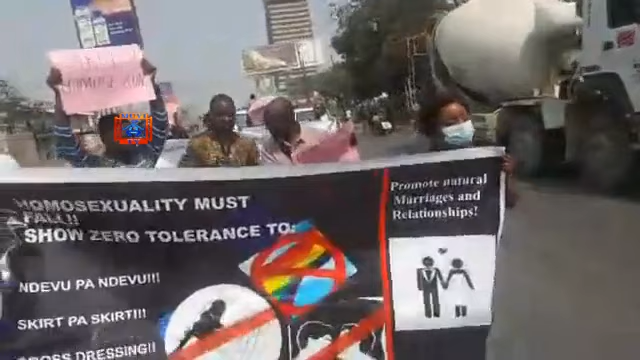 HOMOSEXUALITY MUST
FALL!!
SHOW ZERO TOLERANCE TO:
NDEVU PA NDEVU!!!
SKIRT PA SKIRT!!!
CROSS DRESSING!!!
Promote natural
Marriages and
Relationships!